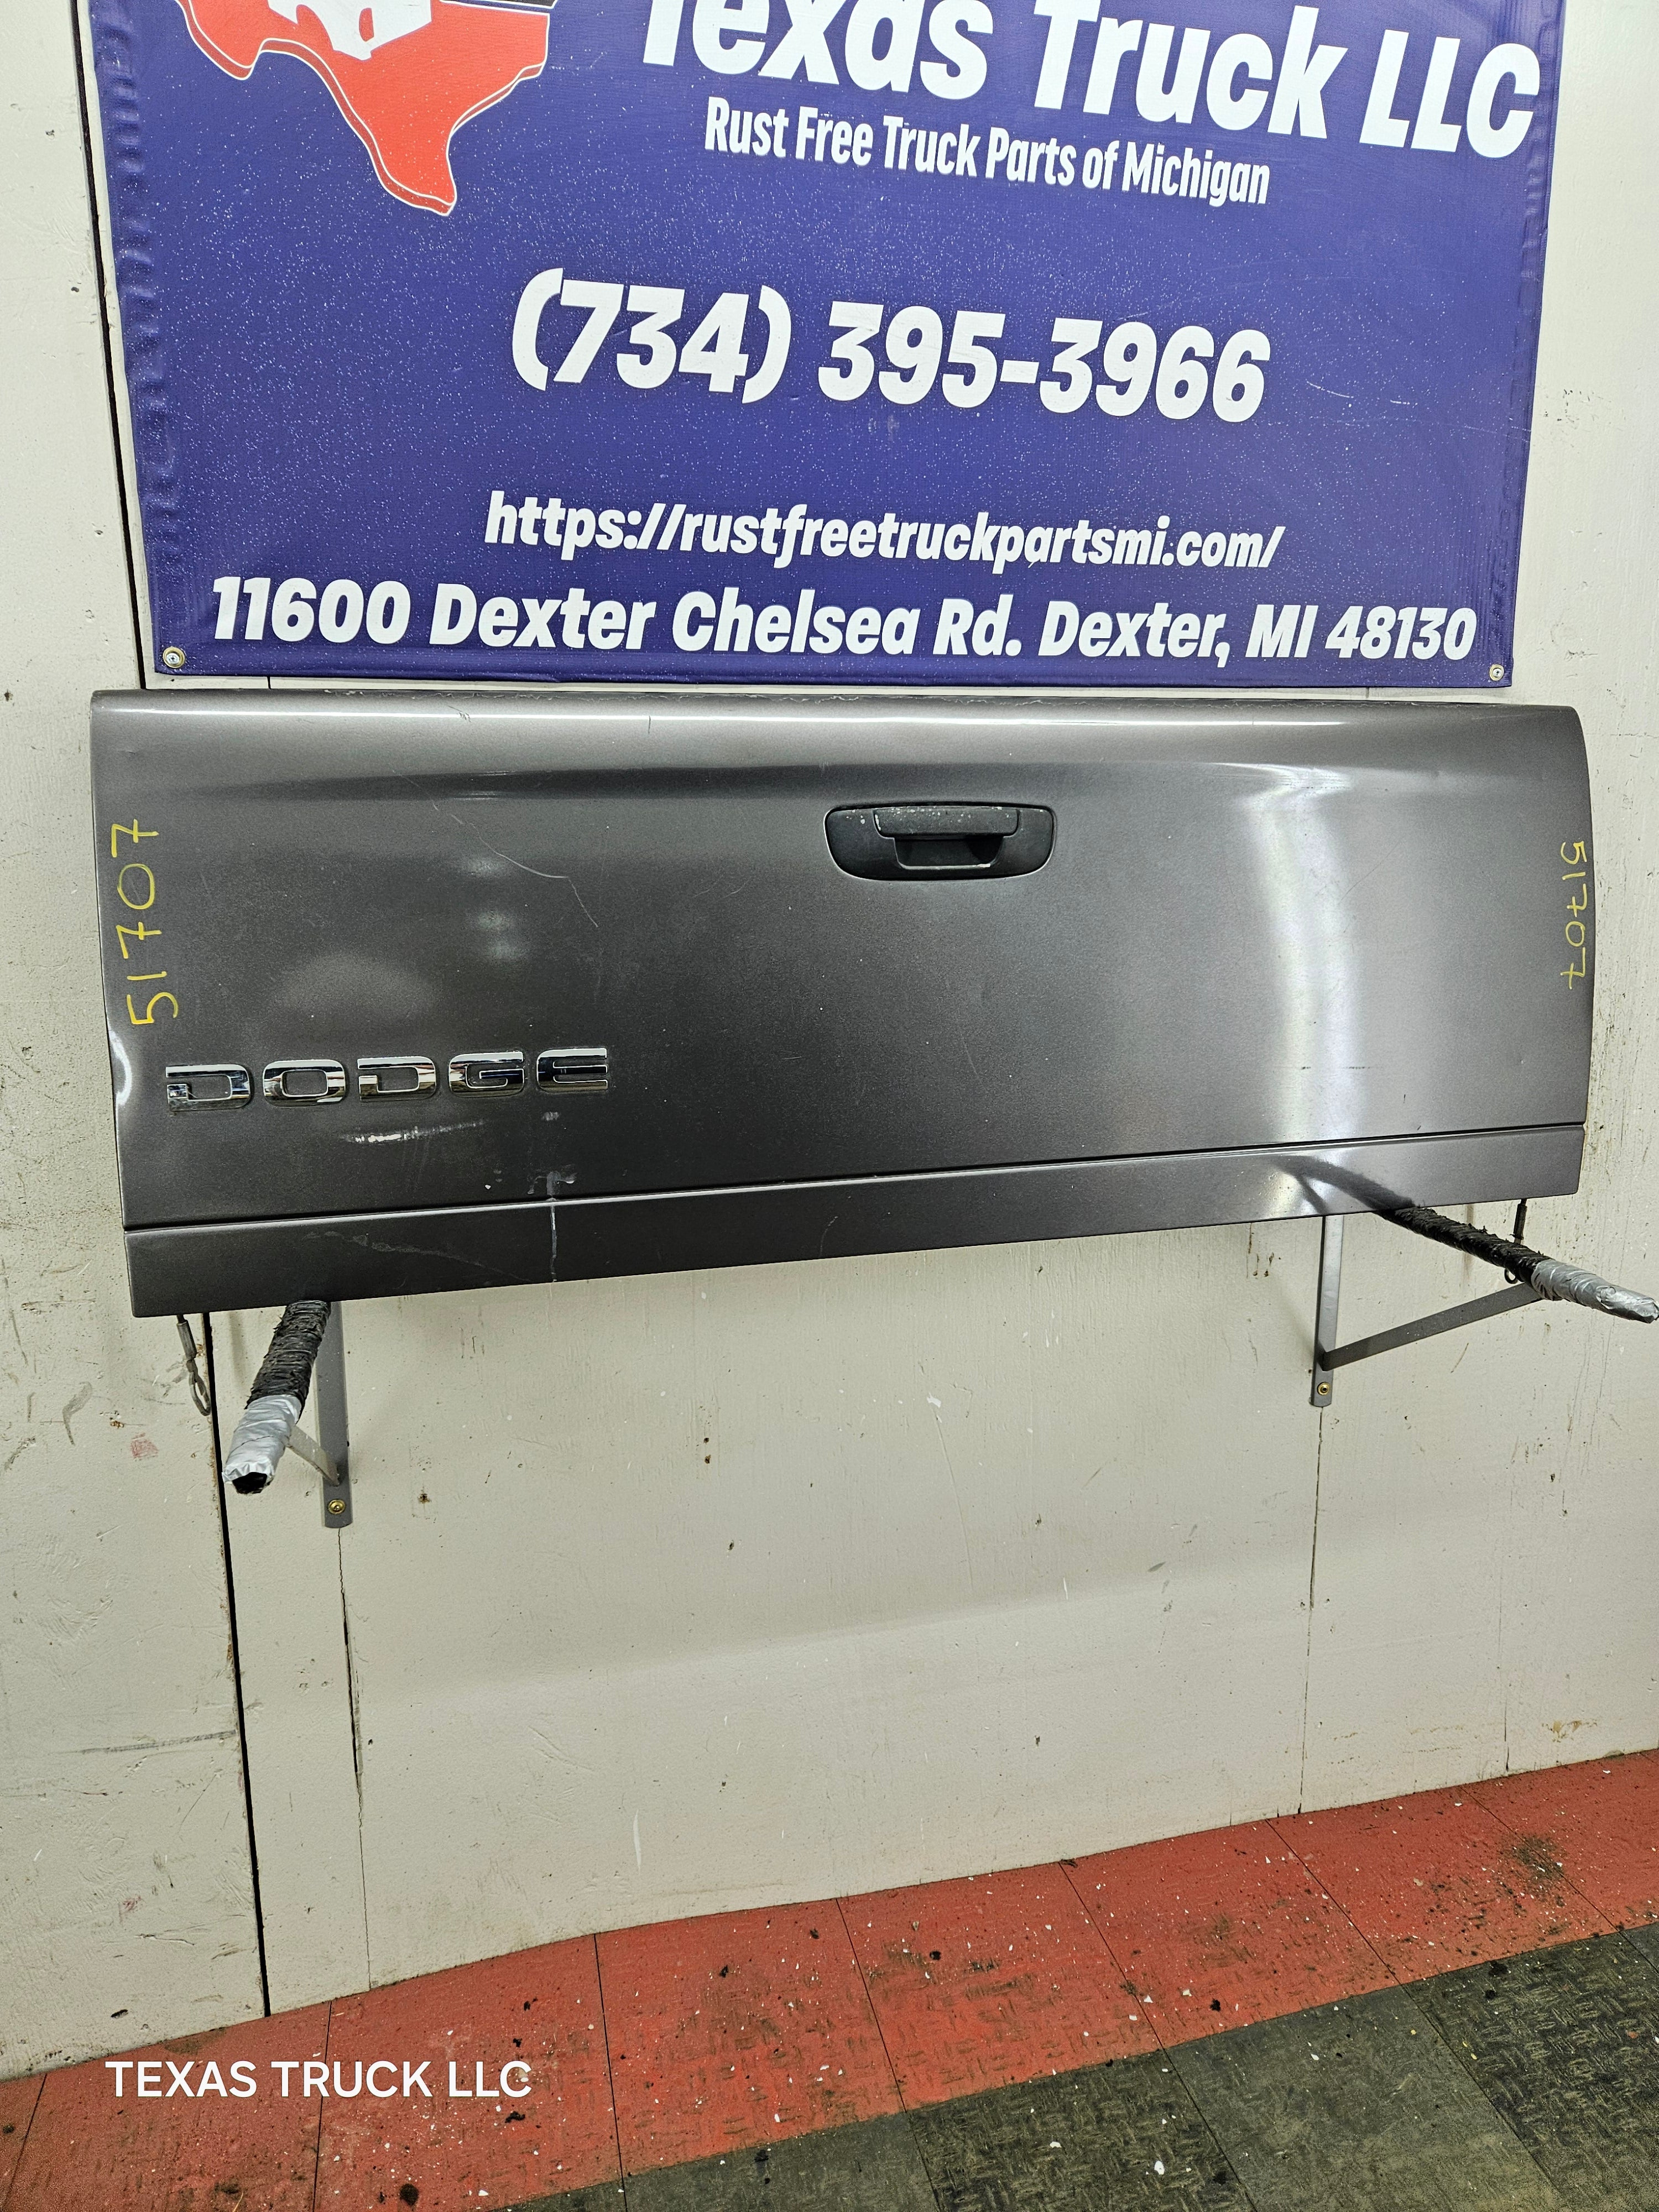 Texas Truck LLC
Rust Free Truck Parts of Michigan
(734) 395-3966
https://rustfreetruckpartsmi.com/
11600 Dexter Chelsea Rd. Dexter, MI 48130
51707
51707
DODGE
TEXAS TRUCK LLC